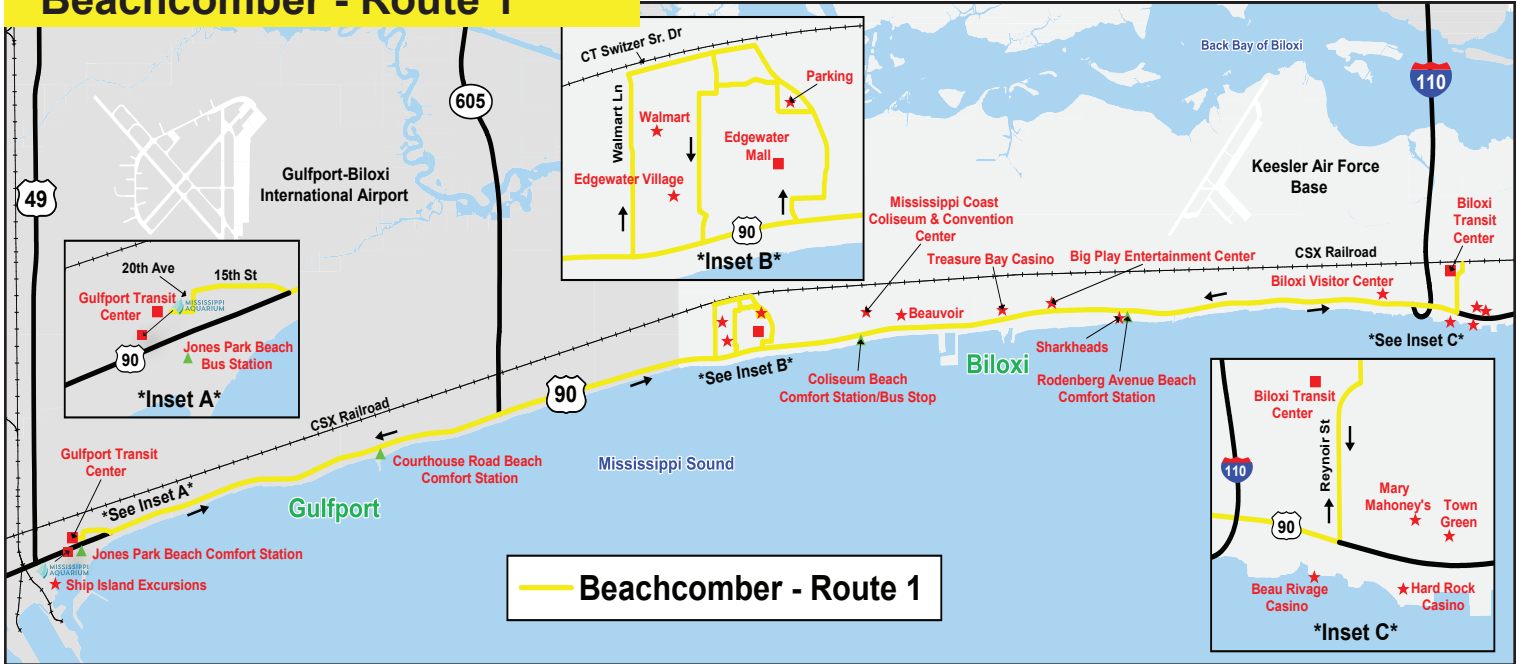 Beachcomber - Route 1
49
605
110
Back Bay of Biloxi
Gulfport-Biloxi
International Airport
Keesler Air Force
Base
CT Switzer Sr. Dr
Walmart Ln
Parking
Walmart
Edgewater
Mall
Edgewater Village
90
*Inset B*
20th Ave
15th St
Gulfport Transit
Center
MISSISSIPPI
AQUARIUM
90
Jones Park Beach
Bus Station
*Inset A*
Mississippi Coast
Coliseum & Convention
Center
Treasure Bay Casino
Big Play Entertainment Center
CSX Railroad
Biloxi
Transit
Center
Biloxi Visitor Center
Beauvoir
*See Inset C*
Sharkheads
*See Inset B*
Biloxi
Coliseum Beach
Comfort Station/Bus Stop
Rodenberg Avenue Beach
Comfort Station
90
CSX Railroad
Courthouse Road Beach
Comfort Station
Mississippi Sound
Gulfport Transit
Center
*See Inset A*
Gulfport
Jones Park Beach Comfort Station
MISSISSIPPI
AQUARIUM
Ship Island Excursions
Beachcomber - Route 1
Biloxi Transit
Center
Reynoir St
110
90
Mary
Mahoney's
Town
Green
Beau Rivage
Casino
Hard Rock
Casino
*Inset C*